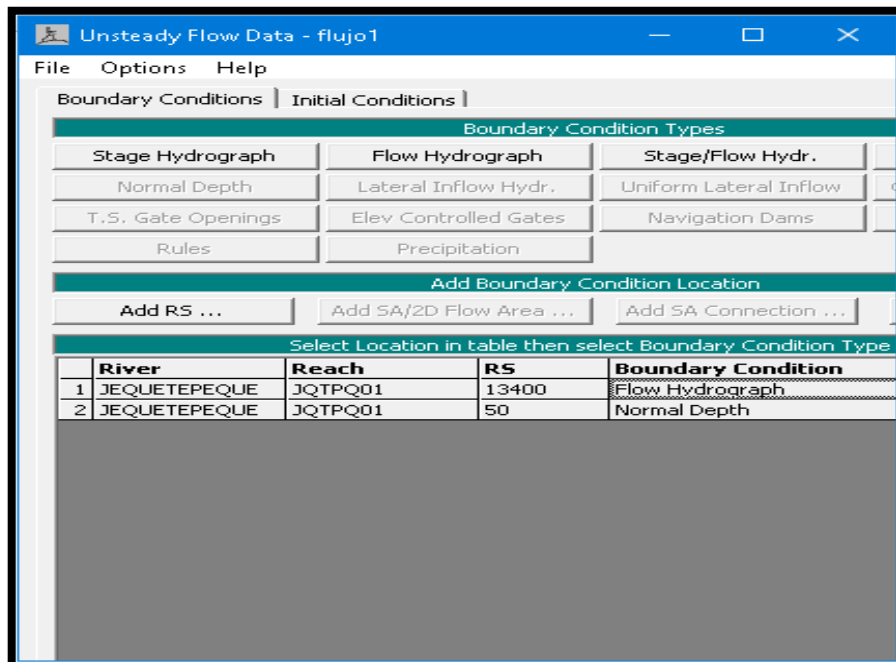 Unsteady Flow Data - flujo1
File Options Help
Boundary Conditions Initial Conditions
Boundary Condition Types
Stage Hydrograph Flow Hydrograph Stage/Flow Hydr.
Normal Depth Lateral Inflow Hydr. Uniform Lateral Inflow
T.S. Gate Openings Elev Controlled Gates Navigation Dams
Rules Precipitation
Add Boundary Condition Location
Add RS ... Add SA/2D Flow Area ... Add SA Connection ...
Select Location in table then select Boundary Condition Type
River Reach RS Boundary Condition
1 JEQUETEPEQUE JQTPQ01 13400 Flow Hydrograph
2 JEQUETEPEQUE JQTPQ01 50 Normal Depth